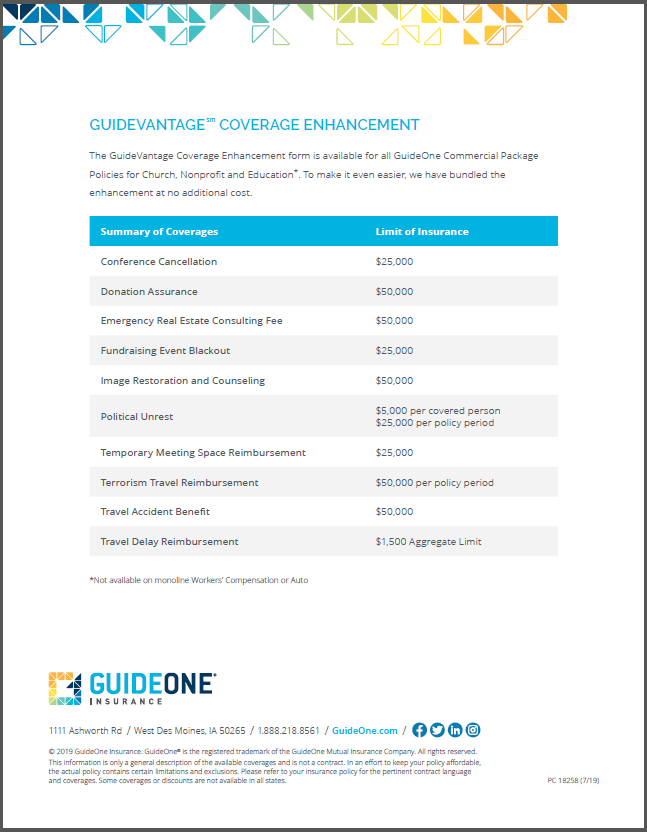 GUIDEVANTAGE℠ COVERAGE ENHANCEMENT
The GuideVantage Coverage Enhancement form is available for all GuideOne Commercial Package
Policies for Church, Nonprofit and Education*. To make it even easier, we have bundled the
enhancement at no additional cost.
Summary of Coverages Limit of Insurance
Conference Cancellation $25,000
Donation Assurance $50,000
Emergency Real Estate Consulting Fee $50,000
Fundraising Event Blackout $25,000
Image Restoration and Counseling $50,000
Political Unrest $5,000 per covered person
$25,000 per policy period
Temporary Meeting Space Reimbursement $25,000
Terrorism Travel Reimbursement $50,000 per policy period
Travel Accident Benefit $50,000
Travel Delay Reimbursement $1,500 Aggregate Limit
*Not available on monoline Workers' Compensation or Auto
GUIDEONE®
INSURANCE
1111 Ashworth Rd / West Des Moines, IA 50265 / 1.888.218.8561 / GuideOne.com /
© 2019 GuideOne Insurance. GuideOne® is the registered trademark of the GuideOne Mutual Insurance Company. All rights reserved.
This information is only a general description of the available coverages and is not a contract. In an effort to keep your policy affordable,
the actual policy contains certain limitations and exclusions. Please refer to your insurance policy for the pertinent contract language
and coverages. Some coverages or discounts are not available in all states.
PC 18258 (7/19)